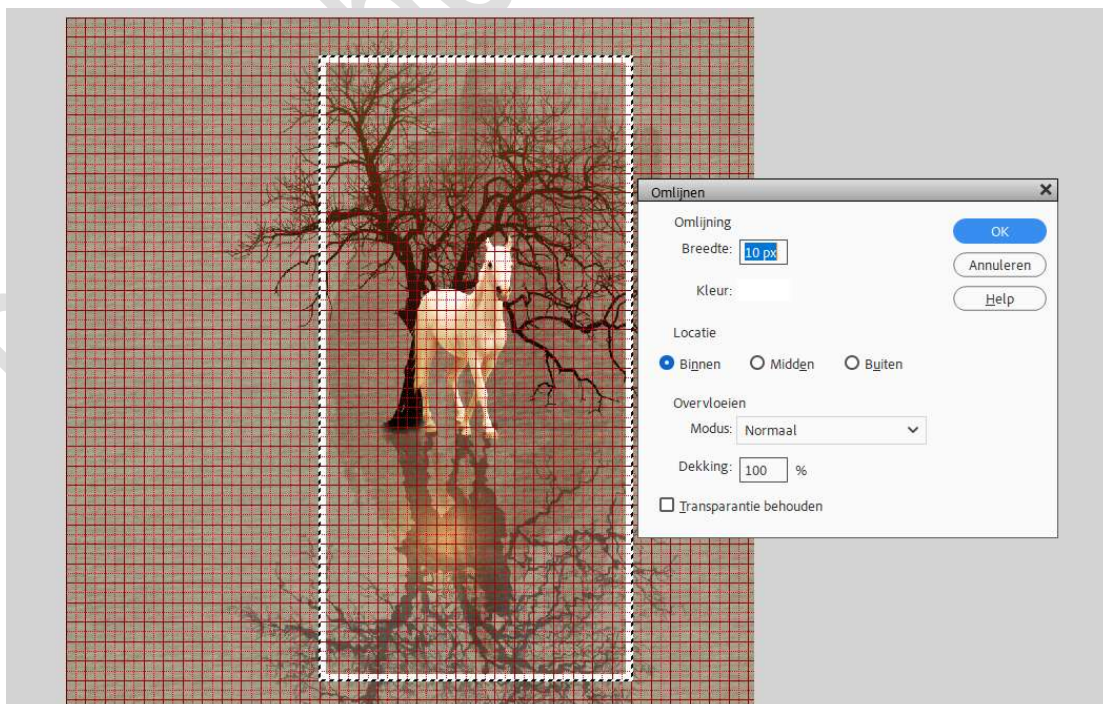 Omlijnen
Omlijning
Breedte: 10 px
Kleur:
Locatie
Binnen Midden Buiten
Overvloeien
Modus: Normaal
Dekking: 100 %
Transparantie behouden
OK
Annuleren
Help